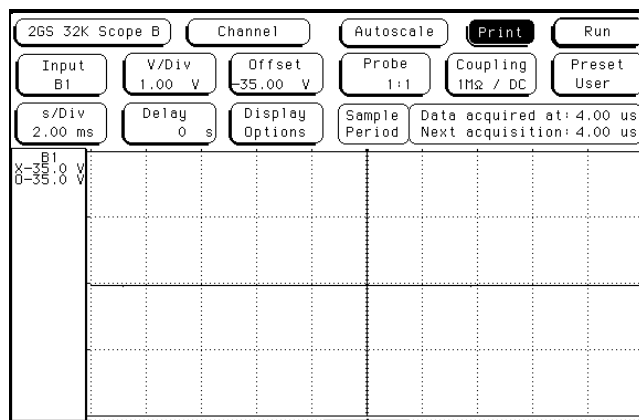 2GS 32K Scope B Channel Autoscale Print Run
Input V/Div Offset Probe Coupling Preset
B1 1.00 V -35.00 V 1:1 1MΩ / DC User
s/Div Delay Display Sample Data acquired at: 4.00 us
2.00 ms 0 s Options Period Next acquisition: 4.00 us
B1
X-35.0 V
O-35.0 V